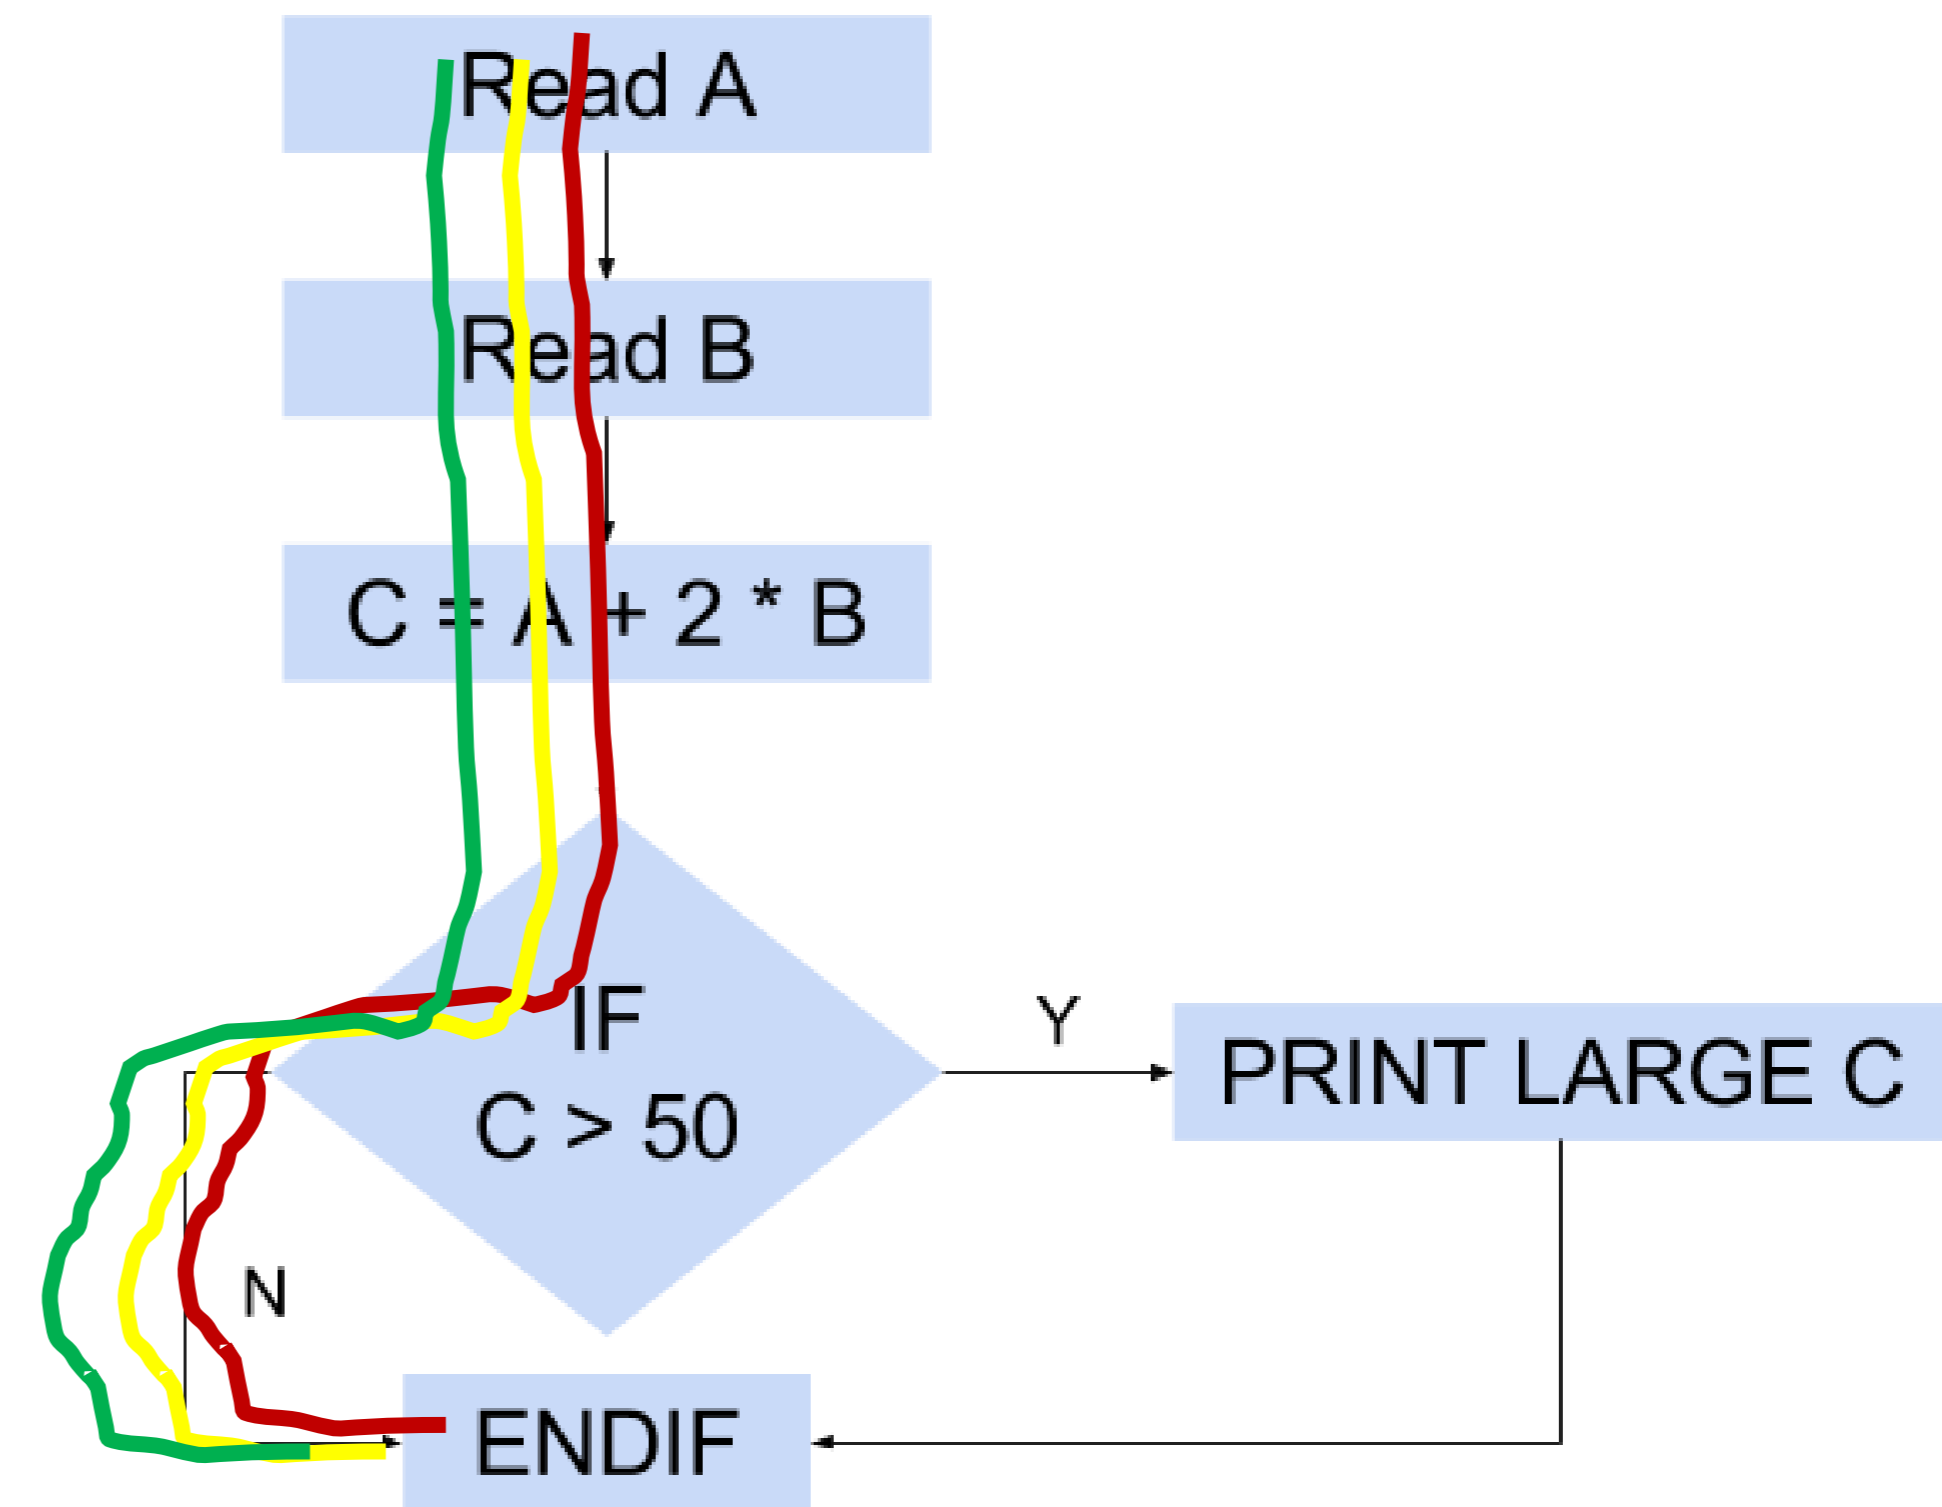 Read A
Read B
C = A + 2 * B
IF
C > 50
Y
PRINT LARGE C
N
ENDIF